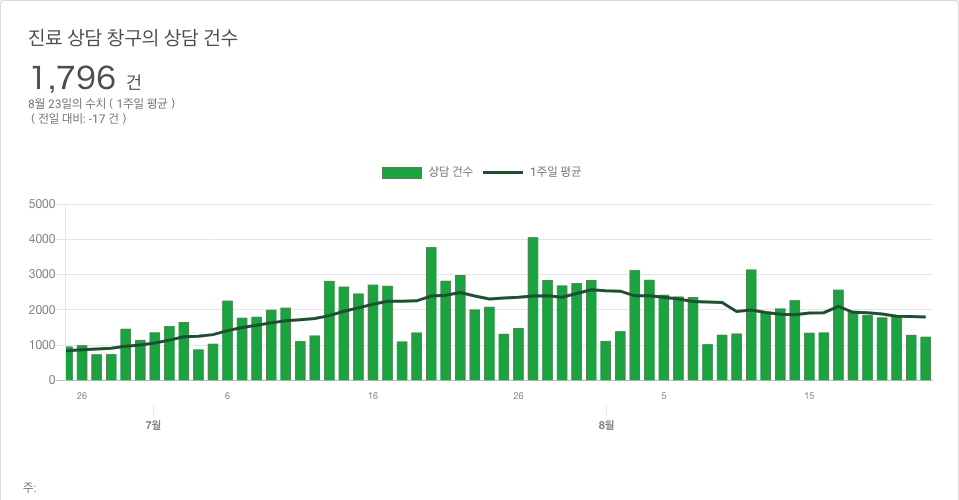 진료 상담 창구의 상담 건수
1,796 건
8월 23일의 수치 ( 1주일 평균 )
( 전일 대비: -17 건 )
상담 건수 1주일 평균
5000
4000
3000
2000
1000
0
26 6 16 26 5 15
7월 8월
주: